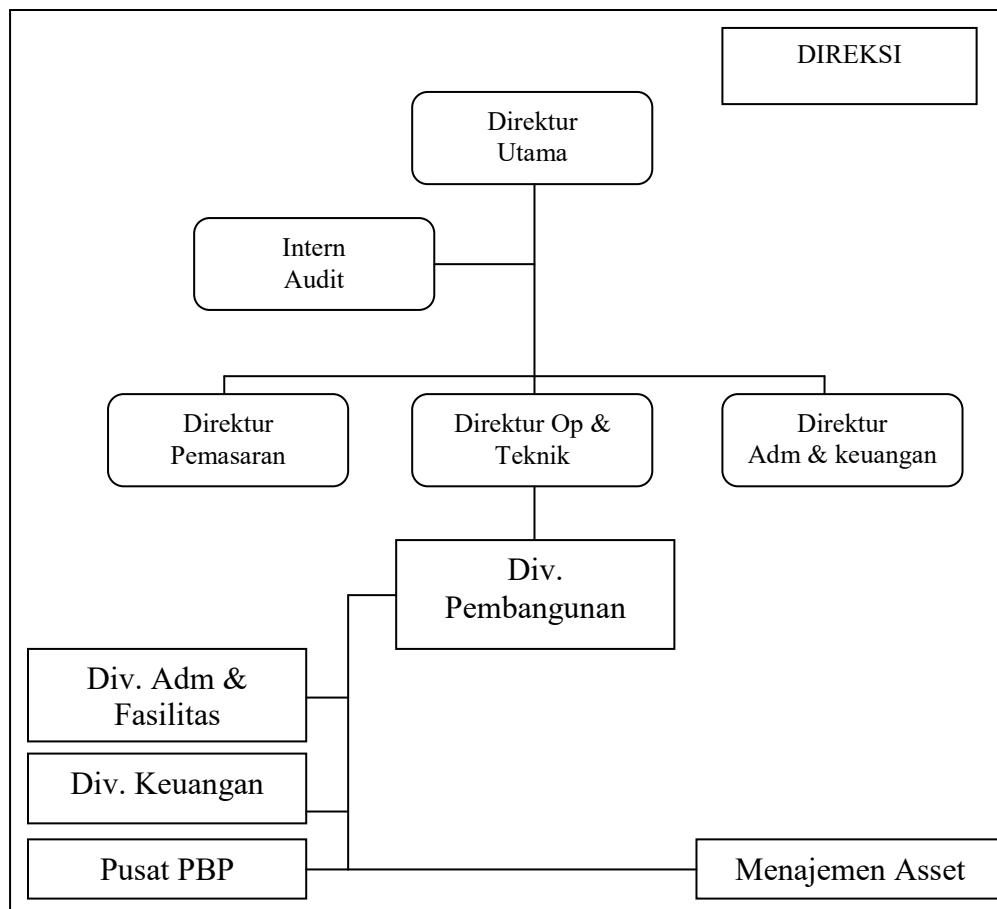 DIREKSI
Direktur
Utama
Intern
Audit
Direktur
Pemasaran
Direktur Op &
Teknik
Direktur
Adm & keuangan
Div.
Pembangunan
Div. Adm &
Fasilitas
Div. Keuangan
Pusat PBP
Menajemen Asset